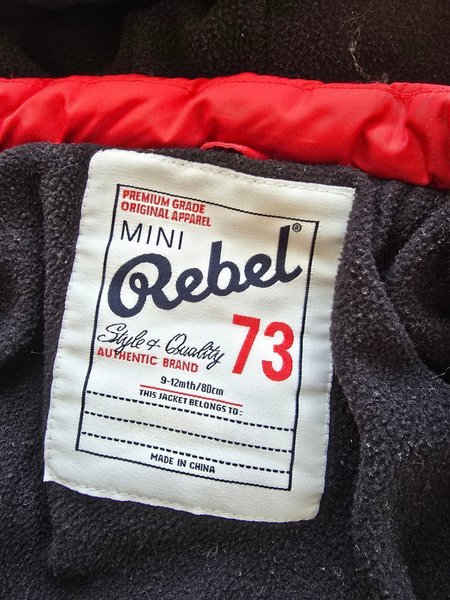 PREMIUM GRADE
ORIGINAL APPAREL
MINI
Rebel®
Style & Quality
73
AUTHENTIC BRAND
9-12mth/80cm
THIS JACKET BELONGS TO:
MADE IN CHINA